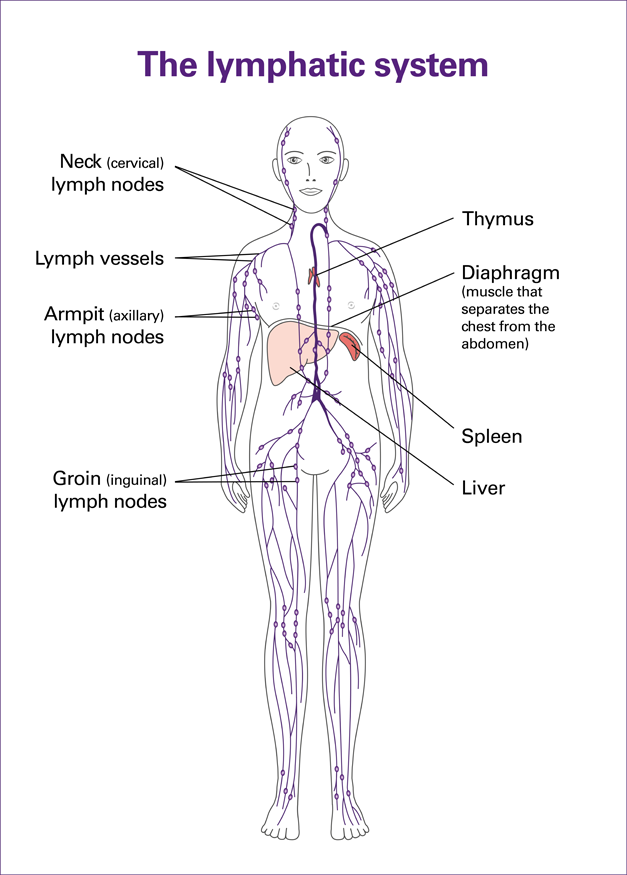 The lymphatic system
Neck (cervical)
lymph nodes
Lymph vessels
Armpit (axillary)
lymph nodes
Groin (inguinal)
lymph nodes
Thymus
Diaphragm
(muscle that
separates the
chest from the
abdomen)
Spleen
Liver